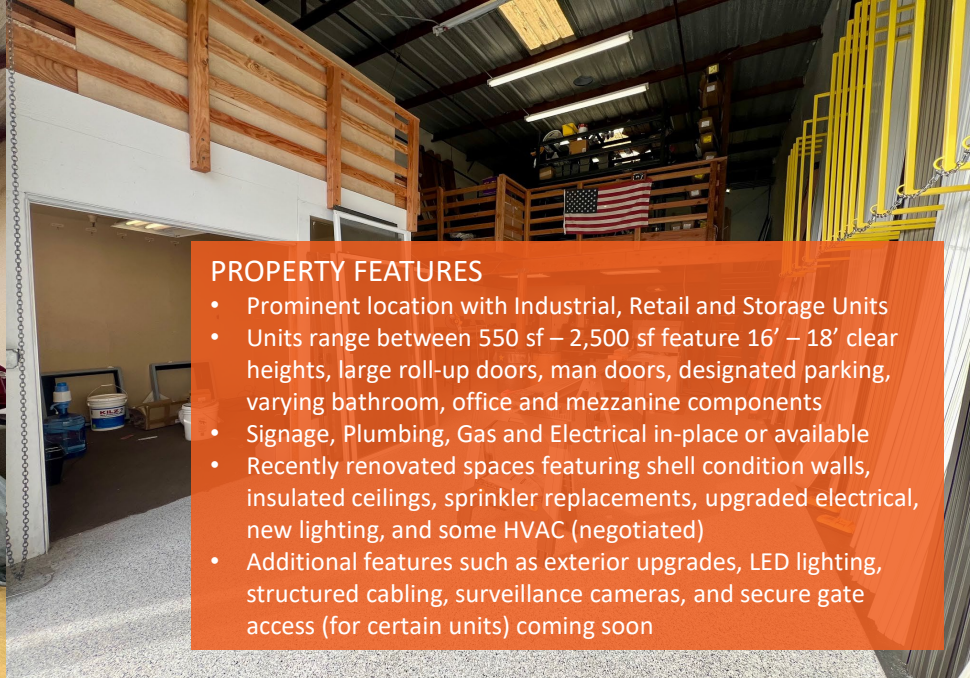 PROPERTY FEATURES
• Prominent location with Industrial, Retail and Storage Units
• Units range between 550 sf – 2,500 sf feature 16’ – 18’ clear
heights, large roll-up doors, man doors, designated parking,
varying bathroom, office and mezzanine components
• Signage, Plumbing, Gas and Electrical in-place or available
• Recently renovated spaces featuring shell condition walls,
insulated ceilings, sprinkler replacements, upgraded electrical,
new lighting, and some HVAC (negotiated)
• Additional features such as exterior upgrades, LED lighting,
structured cabling, surveillance cameras, and secure gate
access (for certain units) coming soon
KILZ